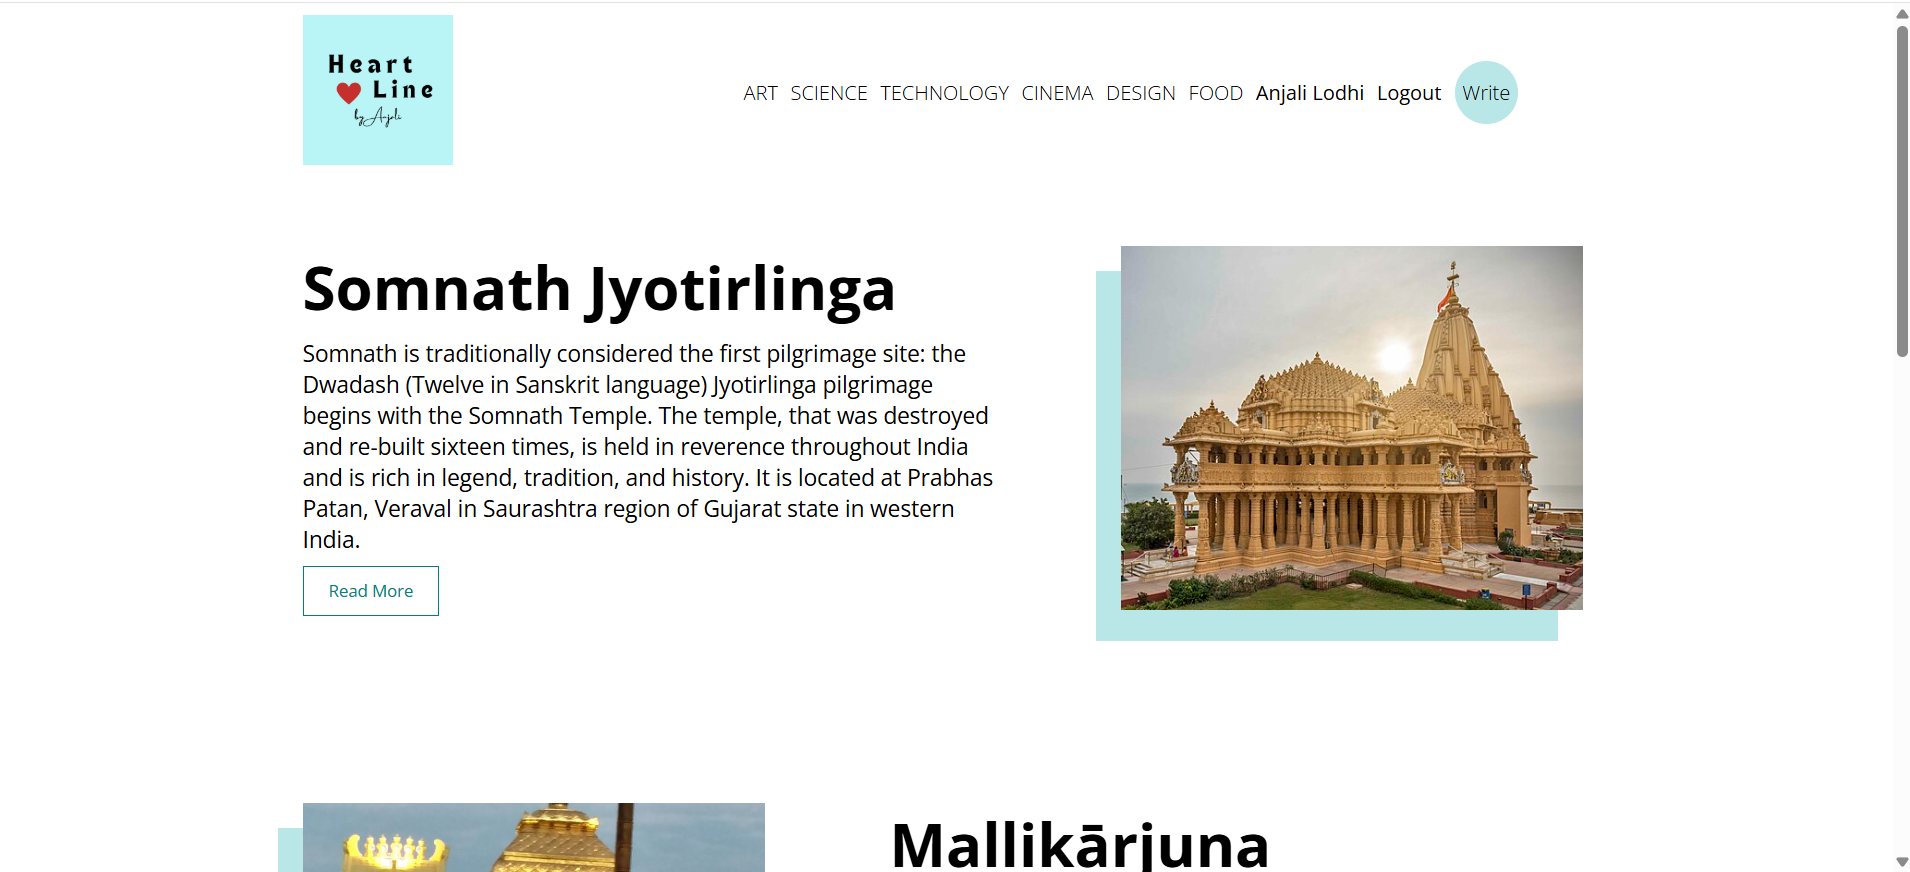 Heart
Line
by Anjali
ART SCIENCE TECHNOLOGY CINEMA DESIGN FOOD Anjali Lodhi Logout Write
Somnath Jyotirlinga
Somnath is traditionally considered the first pilgrimage site: the
Dwadash (Twelve in Sanskrit language) Jyotirlinga pilgrimage
begins with the Somnath Temple. The temple, that was destroyed
and re-built sixteen times, is held in reverence throughout India
and is rich in legend, tradition, and history. It is located at Prabhas
Patan, Veraval in Saurashtra region of Gujarat state in western
India.
Read More
Mallikārjuna